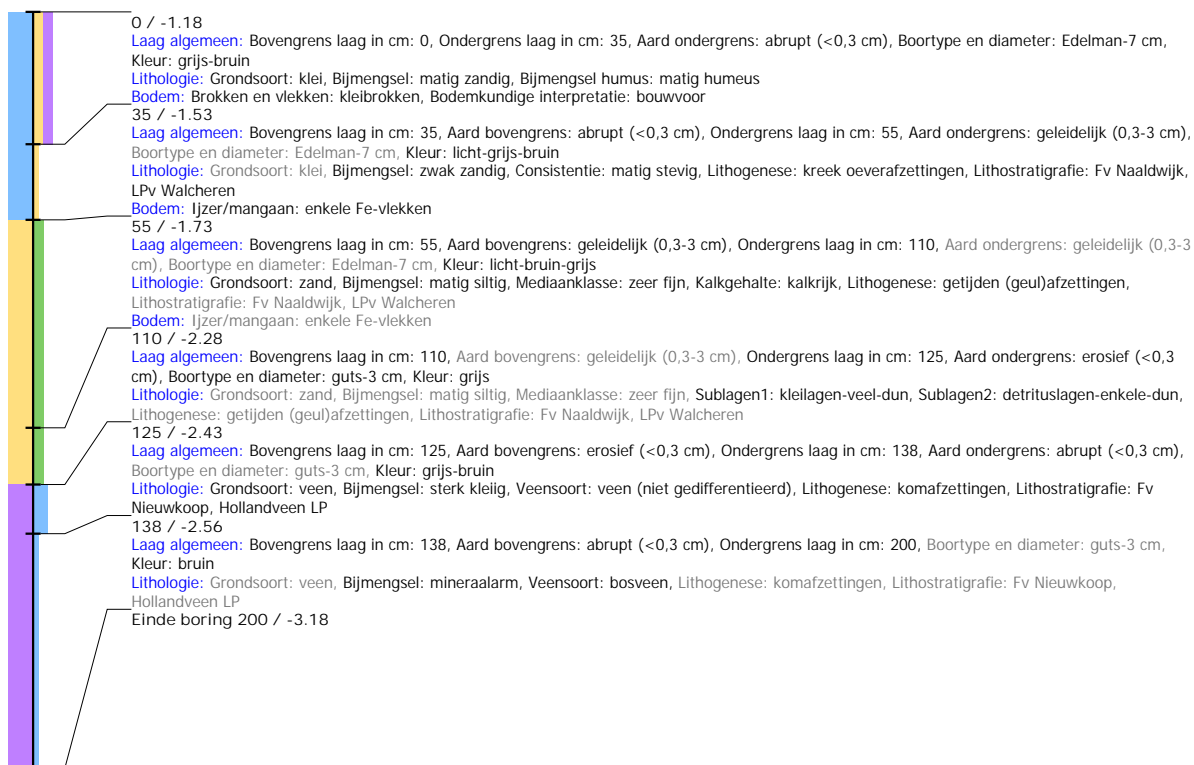 0 / -1.18
Laag algemeen: Bovengrens laag in cm: 0, Ondergrens laag in cm: 35, Aard ondergrens: abrupt (<0,3 cm), Boortype en diameter: Edelman-7 cm,
Kleur: grijs-bruin
Lithologie: Grondsoort: klei, Bijmengsel: matig zandig, Bijmengsel humus: matig humeus
Bodem: Brokken en vlekken: kleibrokken, Bodemkundige interpretatie: bouwvoor
35 / -1.53
Laag algemeen: Bovengrens laag in cm: 35, Aard bovengrens: abrupt (<0,3 cm), Ondergrens laag in cm: 55, Aard ondergrens: geleidelijk (0,3-3 cm),
Boortype en diameter: Edelman-7 cm, Kleur: licht-grijs-bruin
Lithologie: Grondsoort: klei, Bijmengsel: zwak zandig, Consistentie: matig stevig, Lithogenese: kreek oeverafzettingen, Lithostratigrafie: Fv Naaldwijk,
LPv Walcheren
Bodem: Ijzer/mangaan: enkele Fe-vlekken
55 / -1.73
Laag algemeen: Bovengrens laag in cm: 55, Aard bovengrens: geleidelijk (0,3-3 cm), Ondergrens laag in cm: 110, Aard ondergrens: geleidelijk (0,3-3
cm), Boortype en diameter: Edelman-7 cm, Kleur: licht-bruin-grijs
Lithologie: Grondsoort: zand, Bijmengsel: matig siltig, Mediaanklasse: zeer fijn, Kalkgehalte: kalkrijk, Lithogenese: getijden (geul)afzettingen,
Lithostratigrafie: Fv Naaldwijk, LPv Walcheren
Bodem: Ijzer/mangaan: enkele Fe-vlekken
110 / -2.28
Laag algemeen: Bovengrens laag in cm: 110, Aard bovengrens: geleidelijk (0,3-3 cm), Ondergrens laag in cm: 125, Aard ondergrens: erosief (<0,3
cm), Boortype en diameter: guts-3 cm, Kleur: grijs
Lithologie: Grondsoort: zand, Bijmengsel: matig siltig, Mediaanklasse: zeer fijn, Sublagen1: kleilagen-veel-dun, Sublagen2: detrituslagen-enkele-dun,
Lithogenese: getijden (geul)afzettingen, Lithostratigrafie: Fv Naaldwijk, LPv Walcheren
125 / -2.43
Laag algemeen: Bovengrens laag in cm: 125, Aard bovengrens: erosief (<0,3 cm), Ondergrens laag in cm: 138, Aard ondergrens: abrupt (<0,3 cm),
Boortype en diameter: guts-3 cm, Kleur: grijs-bruin
Lithologie: Grondsoort: veen, Bijmengsel: sterk kleiig, Veensoort: veen (niet gedifferentieerd), Lithogenese: komafzettingen, Lithostratigrafie: Fv
Nieuwkoop, Hollandveen LP
138 / -2.56
Laag algemeen: Bovengrens laag in cm: 138, Aard bovengrens: abrupt (<0,3 cm), Ondergrens laag in cm: 200, Boortype en diameter: guts-3 cm,
Kleur: bruin
Lithologie: Grondsoort: veen, Bijmengsel: mineraalarm, Veensoort: bosveen, Lithogenese: komafzettingen, Lithostratigrafie: Fv Nieuwkoop,
Hollandveen LP
Einde boring 200 / -3.18